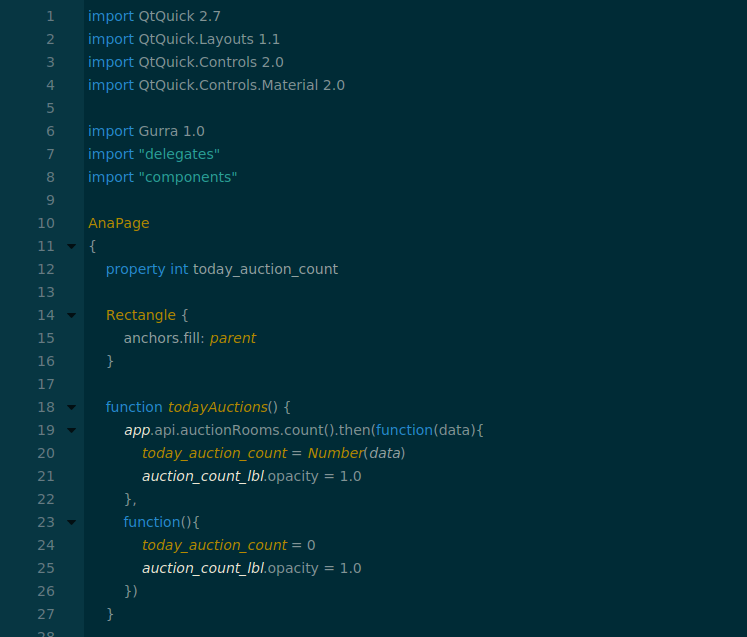 1 import QtQuick 2.7
2 import QtQuick.Layouts 1.1
3 import QtQuick.Controls 2.0
4 import QtQuick.Controls.Material 2.0
5
6 import Gurra 1.0
7 import "delegates"
8 import "components"
9
10 AnaPage
11 {
12 property int today_auction_count
13
14 Rectangle {
15 anchors.fill: parent
16 }
17
18 function todayAuctions() {
19 app.api.auctionRooms.count().then(function(data){
20 today_auction_count = Number(data)
21 auction_count_lbl.opacity = 1.0
22 },
23 function(){
24 today_auction_count = 0
25 auction_count_lbl.opacity = 1.0
26 })
27 }
28